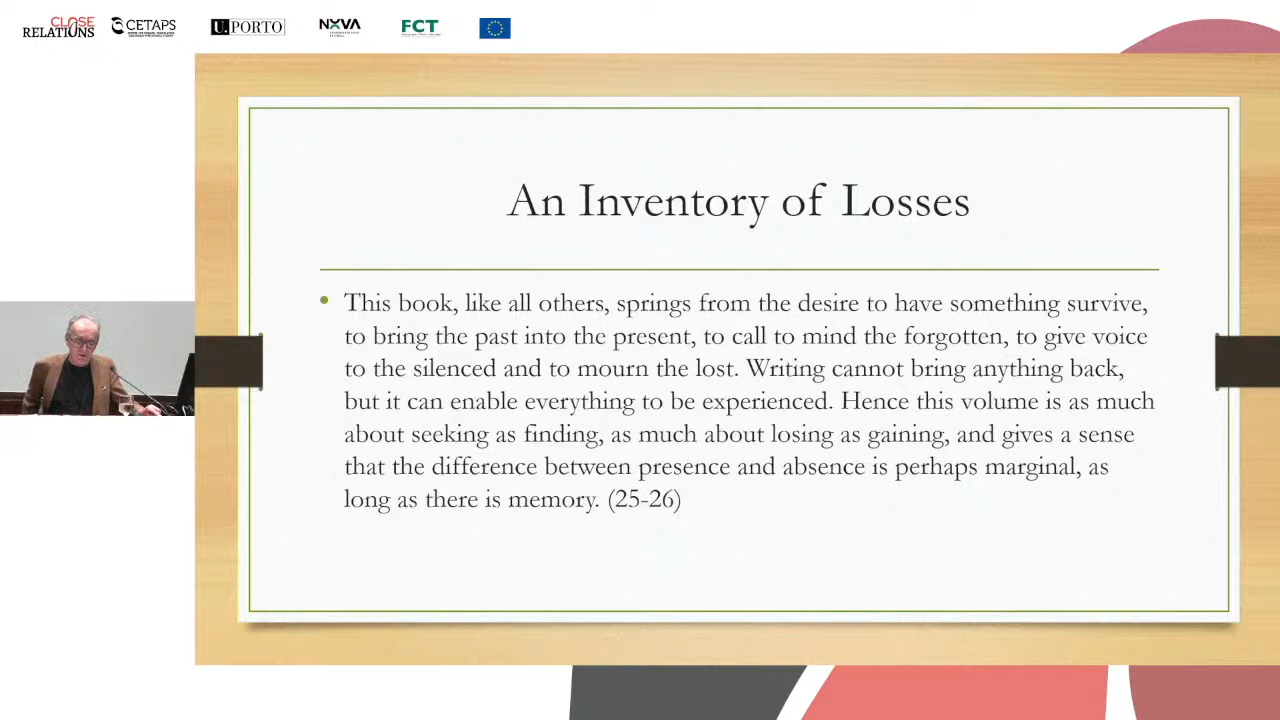 CLOSE
RELATIONS
CETAPS
U.PORTO
NOVA
FCT
An Inventory of Losses
This book, like all others, springs from the desire to have something survive,
to bring the past into the present, to call to mind the forgotten, to give voice
to the silenced and to mourn the lost. Writing cannot bring anything back,
but it can enable everything to be experienced. Hence this volume is as much
about seeking as finding, as much about losing as gaining, and gives a sense
that the difference between presence and absence is perhaps marginal, as
long as there is memory. (25-26)